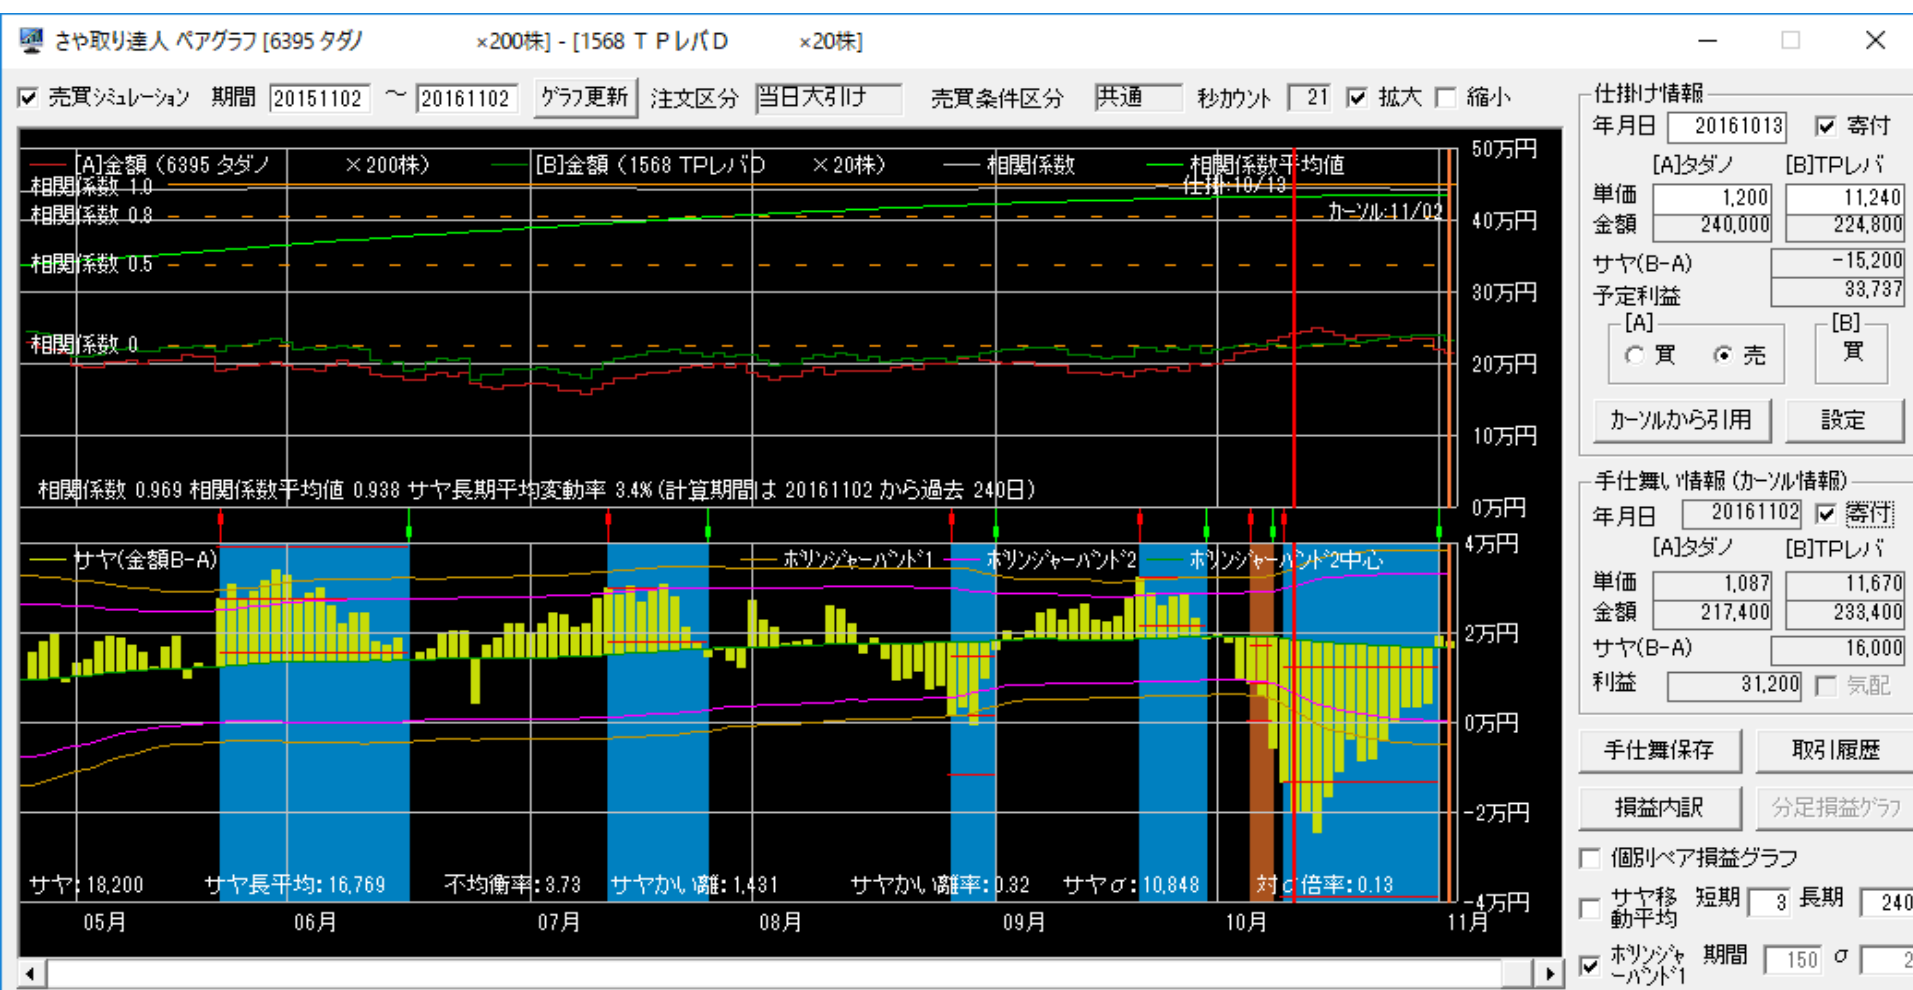 さや取り達人 ペアグラフ [6395 タダノ ×200株] - [1568 ＴＰレバＤ ×20株]
売買シミュレーション 期間 20151102 ～ 20161102 グラフ更新 注文区分 当日大引け 売買条件区分 共通 秒カウント 21 拡大 縮小
[A]金額（6395 タダノ ×200株） [B]金額（1568 TPレバD ×20株） 相関係数 相関係数平均値
相関係数 1.0
仕掛:10/13
相関係数 0.8
カーソル:11/02
相関係数 0.5
相関係数 0
50万円
40万円
30万円
20万円
10万円
0万円
相関係数 0.969 相関係数平均値 0.938 サヤ長期平均変動率 3.4% (計算期間は 20161102 から過去 240日)
サヤ(金額B-A) ボリンジャーバンド1 ボリンジャーバンド2 ボリンジャーバンド2中心
4万円
2万円
0万円
-2万円
-4万円
サヤ:18,200 サヤ長平均:16,769 不均衡率:3.73 サヤかい離:1,431 サヤかい離率:0.32 サヤσ:10,848 対σ倍率:0.13
05月 06月 07月 08月 09月 10月 11月
仕掛け情報
年月日 20161013 寄付
[A]タダノ [B]TPレバ
単価 1,200 11,240
金額 240,000 224,800
サヤ(B-A) -15,200
予定利益 33,737
[A] [B]
買 売 買
カーソルから引用 設定
手仕舞い情報 (カーソル情報)
年月日 20161102 寄付
[A]タダノ [B]TPレバ
単価 1,087 11,670
金額 217,400 233,400
サヤ(B-A) 16,000
利益 31,200 気配
手仕舞保存 取引履歴
損益内訳 分足損益グラフ
個別ペア損益グラフ
サヤ移動平均 短期 3 長期 240
ボリンジャーバンド1 期間 150 σ 2